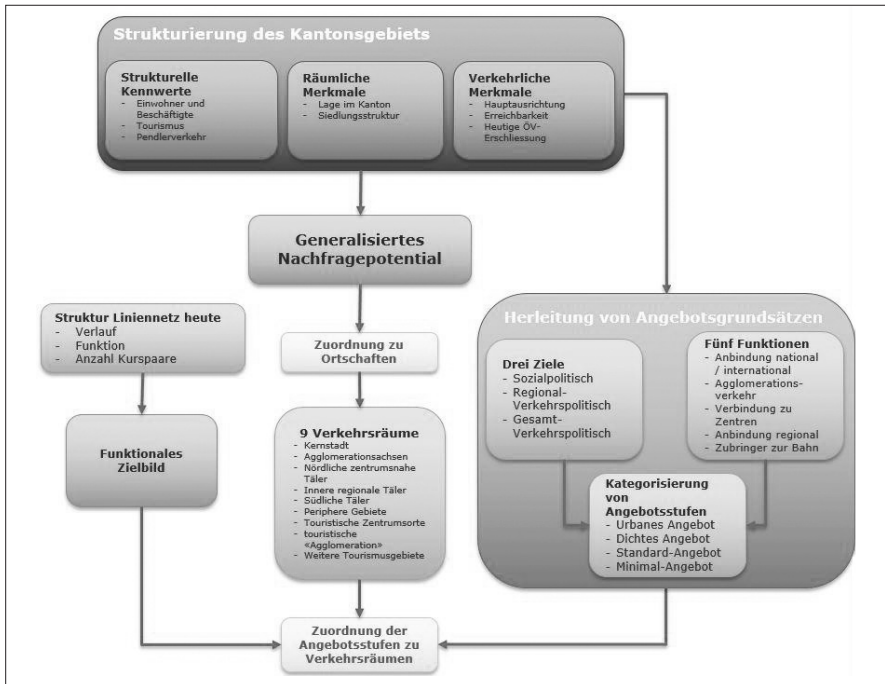 Strukturierung des Kantonsgebiets
Strukturelle
Kennwerte
- Einwohner und
Beschäftigte
- Tourismus
- Pendlerverkehr
Räumliche
Merkmale
- Lage im Kanton
- Siedlungsstruktur
Verkehrliche
Merkmale
- Hauptausrichtung
- Erreichbarkeit
- Heutige ÖV-
Erschliessung
Generalisiertes
Nachfragepotential
Struktur Liniennetz heute
- Verlauf
- Funktion
- Anzahl Kurspaare
Zuordnung zu
Ortschaften
Funktionales
Zielbild
9 Verkehrsräume
- Kernstadt
- Agglomerationsachsen
- Nördliche zentrumsnahe
Täler
- Innere regionale Täler
- Südliche Täler
- Periphere Gebiete
- Touristische Zentrumsorte
- touristische
«Agglomeration»
- Weitere Tourismusgebiete
Herleitung von Angebotsgrundsätzen
Drei Ziele
- Sozialpolitisch
- Regional-
Verkehrspolitisch
- Gesamt-
Verkehrspolitisch
Fünf Funktionen
- Anbindung national
/ international
- Agglomerations-
verkehr
- Verbindung zu
Zentren
- Anbindung regional
- Zubringer zur Bahn
Kategorisierung
von
Angebotsstufen
- Urbanes Angebot
- Dichtes Angebot
- Standard-Angebot
- Minimal-Angebot
Zuordnung der
Angebotsstufen zu
Verkehrsräumen